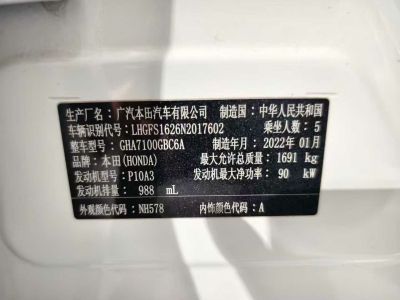 生产厂名: 广汽本田汽车有限公司 制造国: 中华人民共和国
车辆识别代号: LHGFS1626N2017602 乘坐人数: 5
整车型号: GHA7100GBC6A 制造年月: 2022年 01月
品牌: 本田(HONDA) 最大允许总质量: 1691 kg
发动机型号: P10A3 发动机最大净功率: 90 kW
发动机排量: 988 mL
外观颜色代码: NH578 内饰颜色代码: A